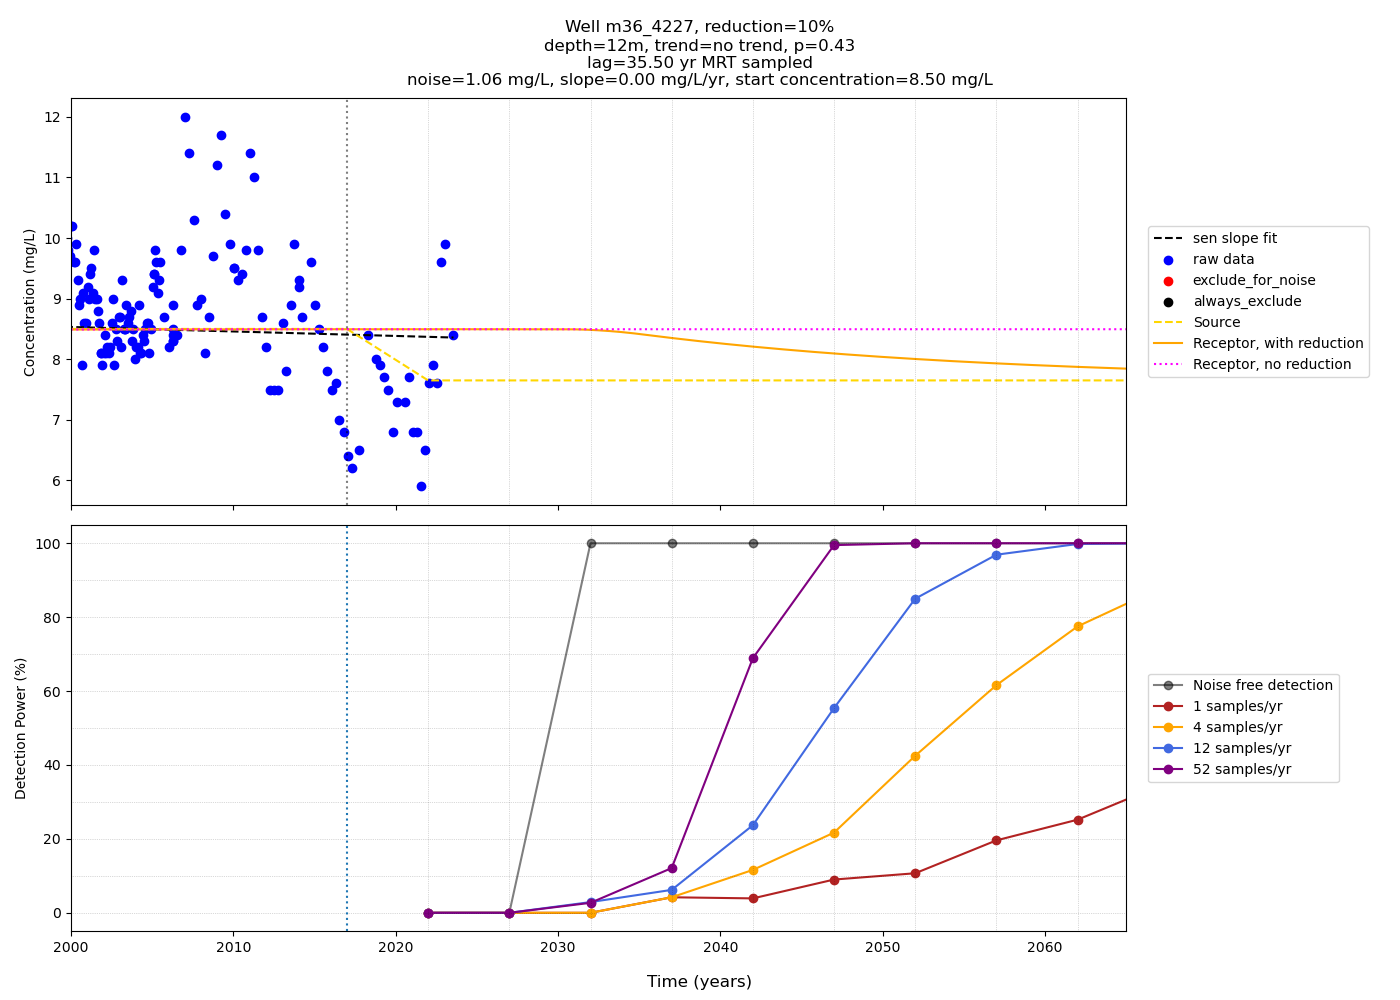 Well m36_4227, reduction=10%
depth=12m, trend=no trend, p=0.43
lag=35.50 yr MRT sampled
noise=1.06 mg/L, slope=0.00 mg/L/yr, start concentration=8.50 mg/L
12
11
10
9
8
7
6
Concentration (mg/L)
sen slope fit
raw data
exclude_for_noise
always_exclude
Source
Receptor, with reduction
Receptor, no reduction
100
80
60
40
20
0
Detection Power (%)
Noise free detection
1 samples/yr
4 samples/yr
12 samples/yr
52 samples/yr
2000 2010 2020 2030 2040 2050 2060
Time (years)